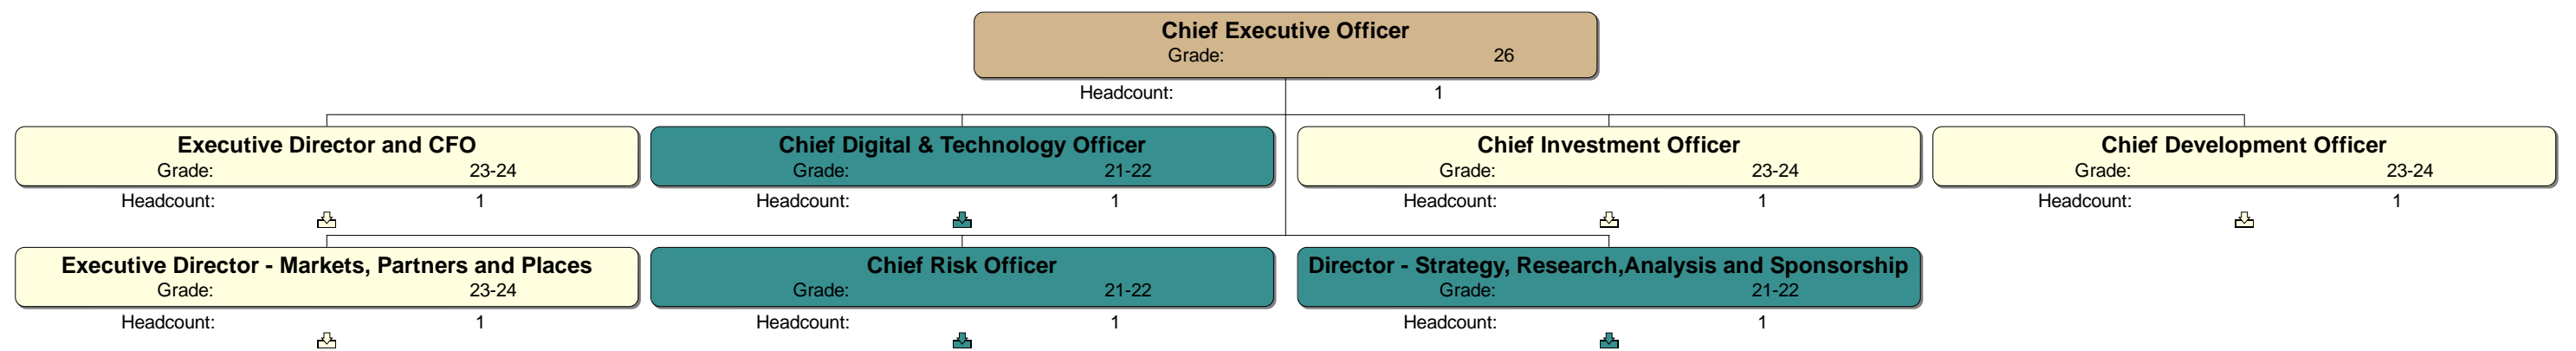 Chief Executive Officer
Grade: 26
Headcount: 1
Executive Director and CFO
Grade: 23-24
Headcount: 1
Chief Digital & Technology Officer
Grade: 21-22
Headcount: 1
Chief Investment Officer
Grade: 23-24
Headcount: 1
Chief Development Officer
Grade: 23-24
Headcount: 1
Executive Director - Markets, Partners and Places
Grade: 23-24
Headcount: 1
Chief Risk Officer
Grade: 21-22
Headcount: 1
Director - Strategy, Research,Analysis and Sponsorship
Grade: 21-22
Headcount: 1